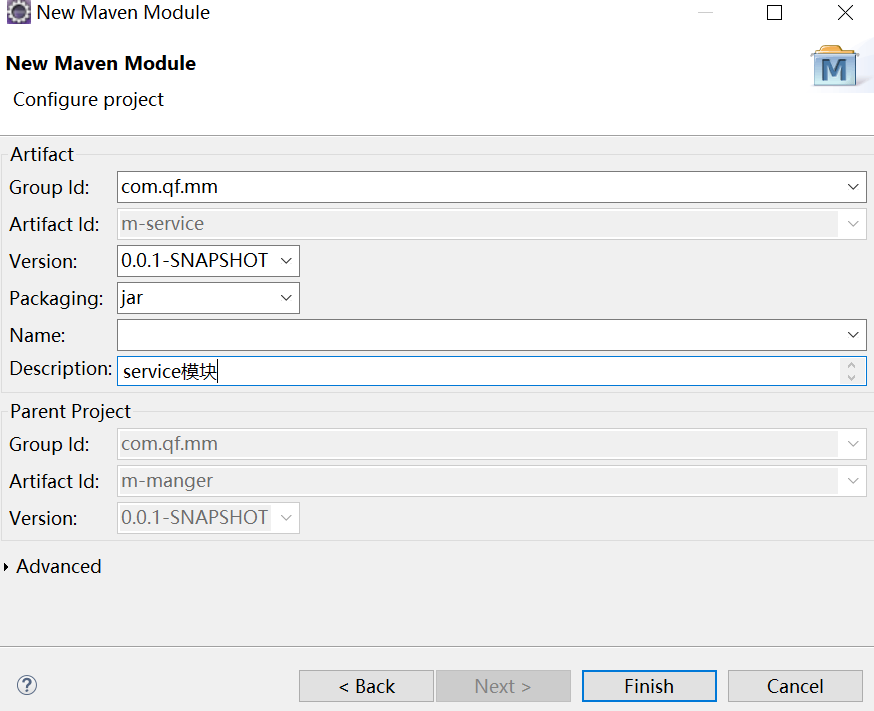 New Maven Module
New Maven Module
M
Configure project
Artifact
Group Id: com.qf.mm
Artifact Id: m-service
Version: 0.0.1-SNAPSHOT
Packaging: jar
Name:
Description: service模块
Parent Project
Group Id: com.qf.mm
Artifact Id: m-manger
Version: 0.0.1-SNAPSHOT
Advanced
? < Back Next > Finish Cancel